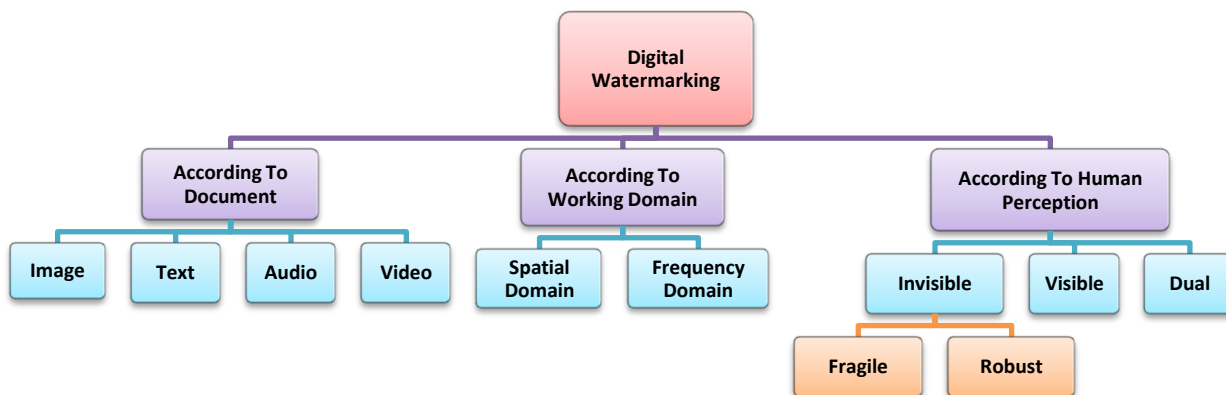 Digital
Watermarking
According To
Document
According To
Working Domain
According To Human
Perception
Image
Text
Audio
Video
Spatial
Domain
Frequency
Domain
Invisible
Visible
Dual
Fragile
Robust